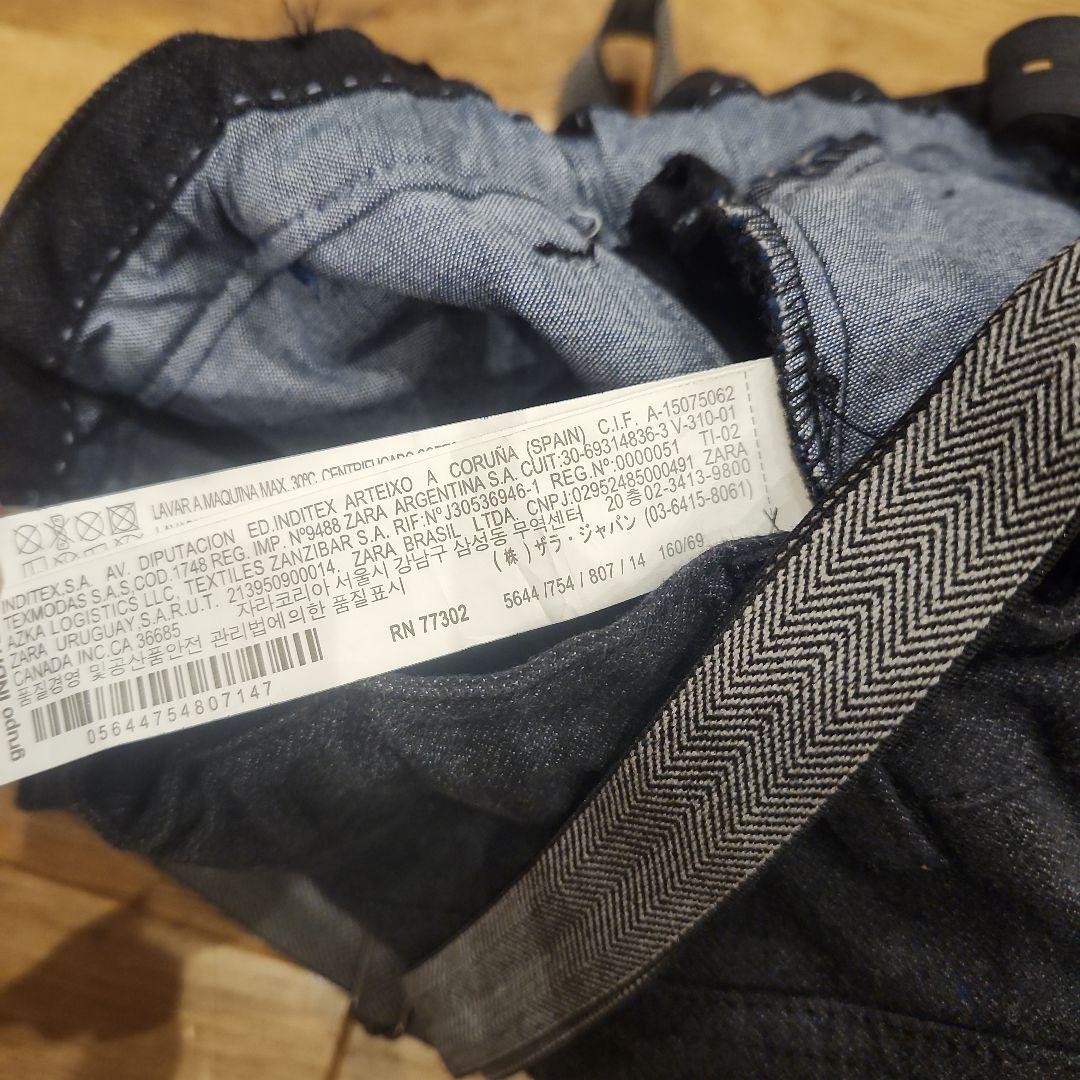 LAVAR A MAQUINA MAX. 30ºC. CENTRIFUGADO
INDITEX,S.A. AV. DIPUTACION ED.INDITEX ARTEIXO A CORUÑA (SPAIN) C.I.F. A-15075062
TEXMODAS S.A.S.COD.1748 REG. IMP. Nº9488 ZARA ARGENTINA S.A. CUIT:30-69314836-3 V-310-01
AZKA LOGISTICS LLC, TEXTILES ZANZIBAR S.A. RIF:Nº J30536946-1 REG.Nº:0000051 TI-02
ZARA URUGUAY S.A.R.U.T. 213950900014, ZARA BRASIL, LTDA, CNPJ:02952485000491, ZARA
CANADA INC.CA 36685 자라코리아 서울시 강남구 삼성동 무역센터 20층02-3413-9800
품질경영 및공산품안전 관리법에의한 품질표시 (株)ザラ・ジャパン (03-6415-8061)
RN 77302 5644 /754 / 807 / 14 160/69
05644754807147
grupo